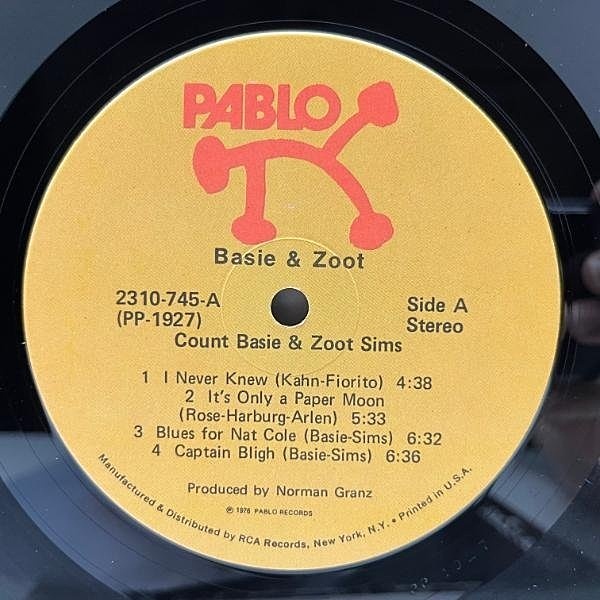 PABLO
Basie & Zoot
2310-745-A
(PP-1927)
Side A
Stereo
Count Basie & Zoot Sims
1 I Never Knew (Kahn-Fiorito) 4:38
2 It's Only a Paper Moon
(Rose-Harburg-Arlen) 5:33
3 Blues for Nat Cole (Basie-Sims) 6:32
4 Captain Bligh (Basie-Sims) 6:36
Produced by Norman Granz
℗ 1976 PABLO RECORDS
Manufactured & Distributed by RCA Records, New York, N.Y. • Printed in U.S.A.